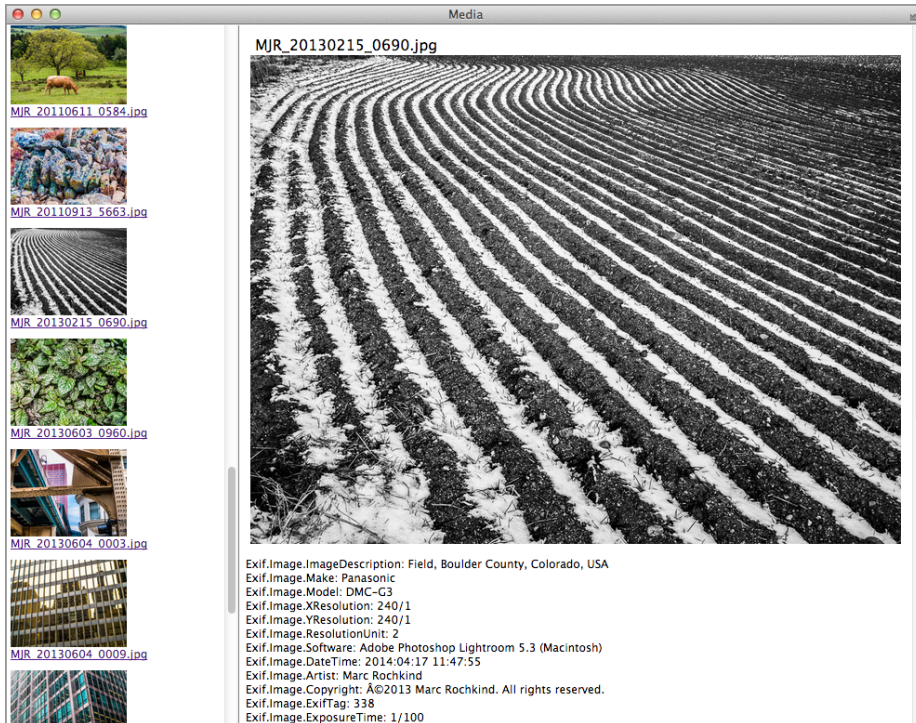 Media
MJR_20110611_0584.jpg
MJR_20110913_5663.jpg
MJR_20130215_0690.jpg
MJR_20130603_0960.jpg
MJR_20130604_0003.jpg
MJR_20130604_0009.jpg
MJR_20130215_0690.jpg
Exif.Image.ImageDescription: Field, Boulder County, Colorado, USA
Exif.Image.Make: Panasonic
Exif.Image.Model: DMC-G3
Exif.Image.XResolution: 240/1
Exif.Image.YResolution: 240/1
Exif.Image.ResolutionUnit: 2
Exif.Image.Software: Adobe Photoshop Lightroom 5.3 (Macintosh)
Exif.Image.DateTime: 2014:04:17 11:47:55
Exif.Image.Artist: Marc Rochkind
Exif.Image.Copyright: Â©2013 Marc Rochkind. All rights reserved.
Exif.Image.ExifTag: 338
Exif.Image.ExposureTime: 1/100